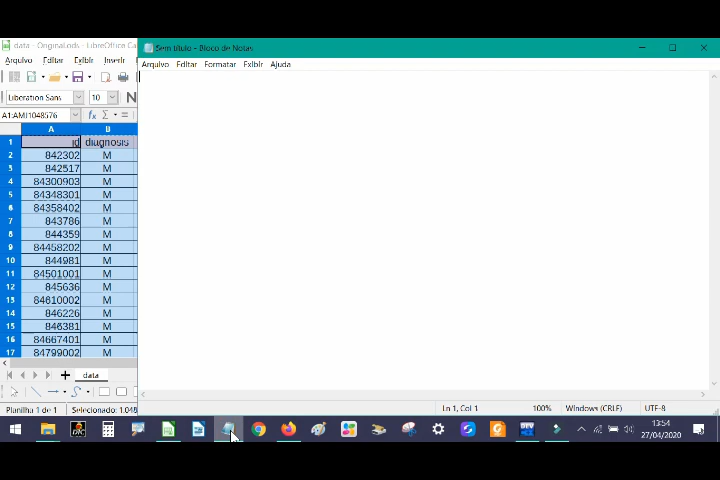 data - Original.ods - LibreOffice Ca
Sem título - Bloco de Notas
Arquivo Editar Exibir Inserir
Arquivo Editar Formatar Exibir Ajuda
Liberation Sans 10 N
A1:AMJ1048576 fx Σ =
A B
1 id diagnosis
2 842302 M
3 842517 M
4 84300903 M
5 84348301 M
6 84358402 M
7 843786 M
8 844359 M
9 84458202 M
10 844981 M
11 84501001 M
12 845636 M
13 84610002 M
14 846226 M
15 846381 M
16 84667401 M
17 84799002 M
data
Planilha 1 de 1 Selecionado: 1.048
Ln 1, Col 1 100% Windows (CRLF) UTF-8
13:54
27/04/2020